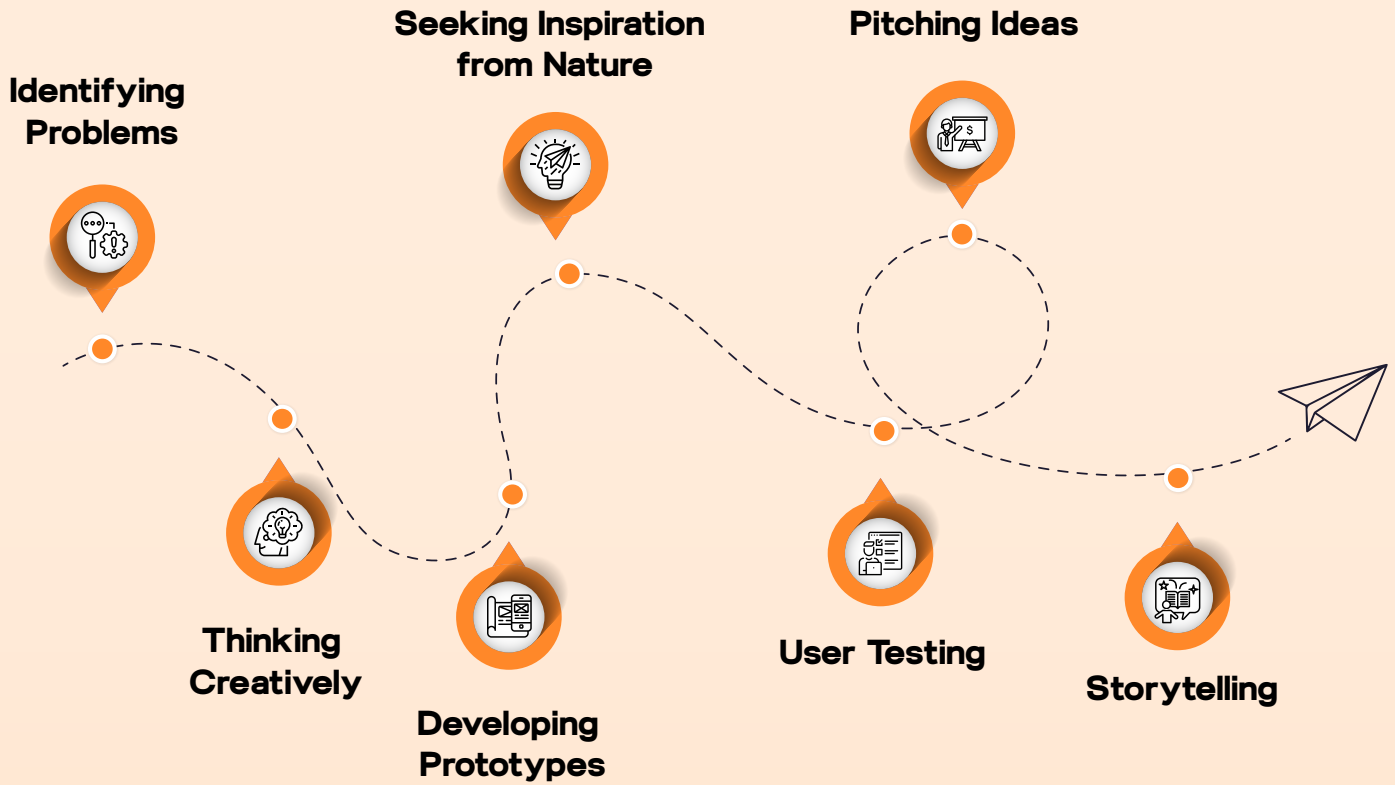 Identifying
Problems
Thinking
Creatively
Developing
Prototypes
Seeking Inspiration
from Nature
User Testing
Pitching Ideas
$
Storytelling